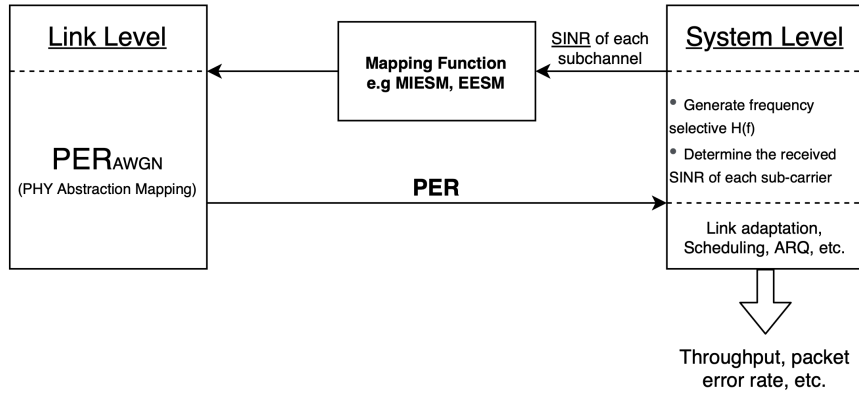 Link Level
PERAWGN
(PHY Abstraction Mapping)
Mapping Function
e.g MIESM, EESM
SINR of each
subchannel
PER
System Level
• Generate frequency
selective H(f)
• Determine the received
SINR of each sub-carrier
Link adaptation,
Scheduling, ARQ, etc.
Throughput, packet
error rate, etc.